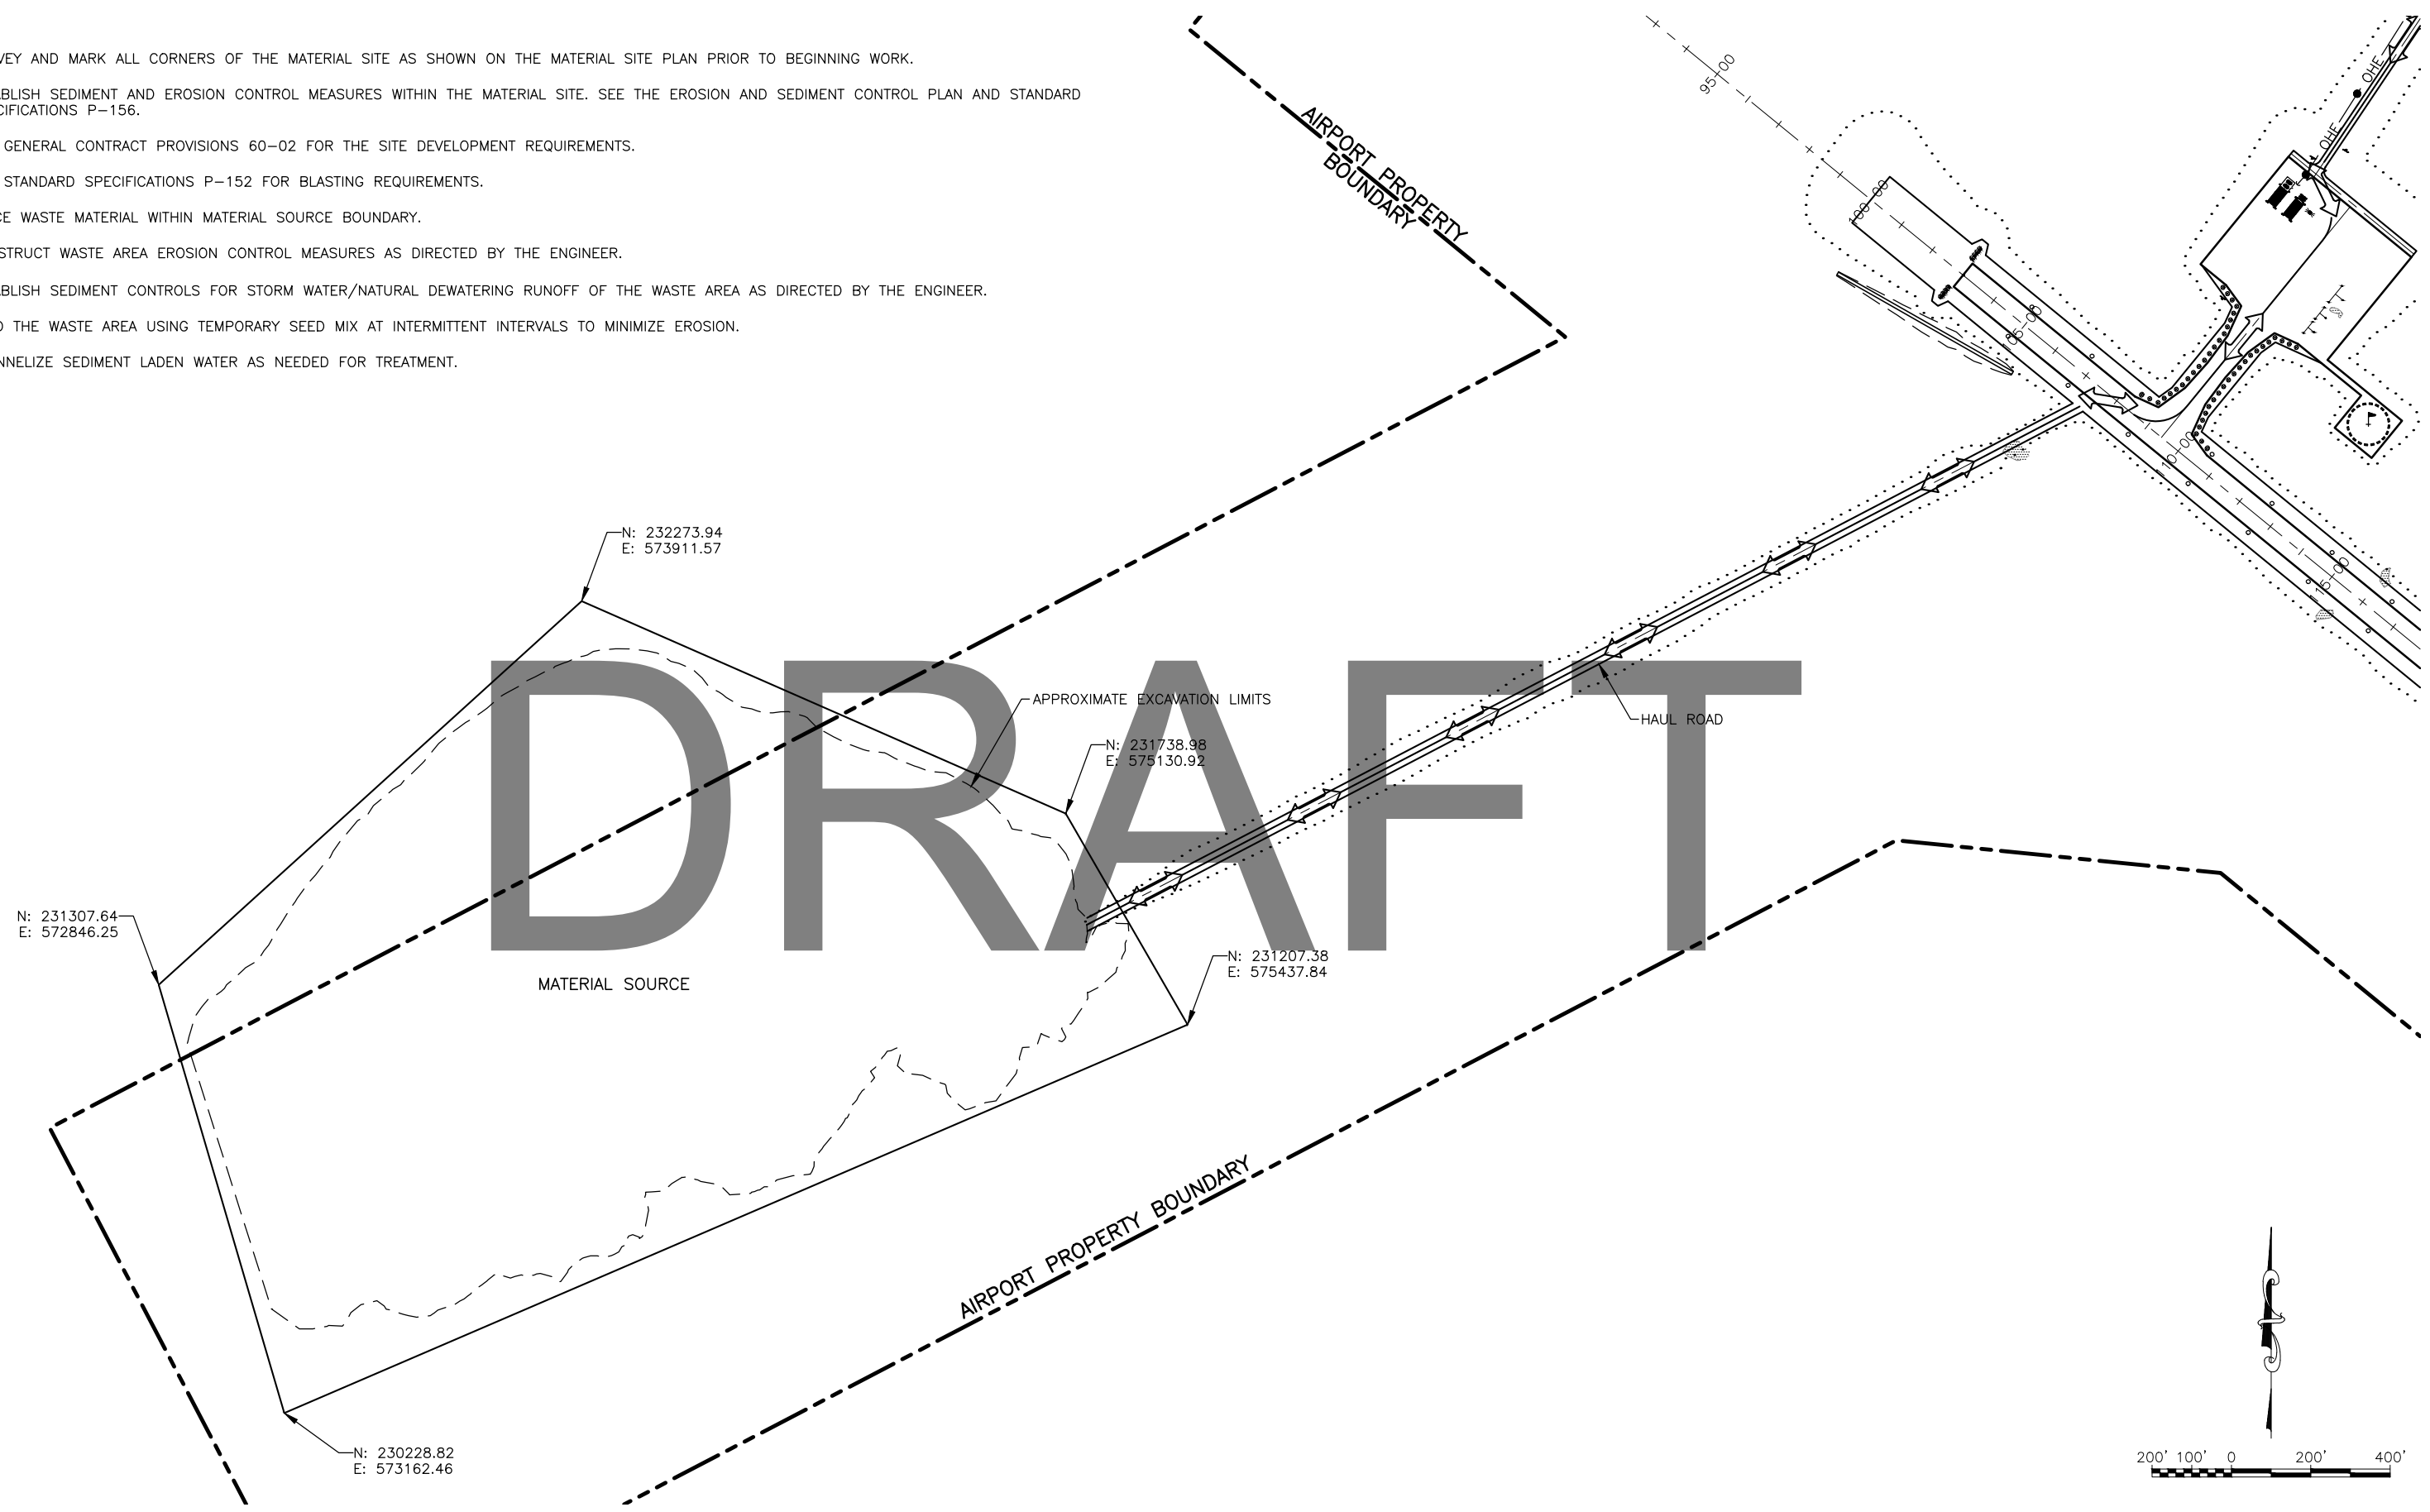 VEY AND MARK ALL CORNERS OF THE MATERIAL SITE AS SHOWN ON THE MATERIAL SITE PLAN PRIOR TO BEGINNING WORK.
BLISH SEDIMENT AND EROSION CONTROL MEASURES WITHIN THE MATERIAL SITE. SEE THE EROSION AND SEDIMENT CONTROL PLAN AND STANDARD
CIFICATIONS P-156.
GENERAL CONTRACT PROVISIONS 60-02 FOR THE SITE DEVELOPMENT REQUIREMENTS.
STANDARD SPECIFICATIONS P-152 FOR BLASTING REQUIREMENTS.
CE WASTE MATERIAL WITHIN MATERIAL SOURCE BOUNDARY.
STRUCT WASTE AREA EROSION CONTROL MEASURES AS DIRECTED BY THE ENGINEER.
BLISH SEDIMENT CONTROLS FOR STORM WATER/NATURAL DEWATERING RUNOFF OF THE WASTE AREA AS DIRECTED BY THE ENGINEER.
D THE WASTE AREA USING TEMPORARY SEED MIX AT INTERMITTENT INTERVALS TO MINIMIZE EROSION.
NNELIZE SEDIMENT LADEN WATER AS NEEDED FOR TREATMENT.
AIRPORT PROPERTY
BOUNDARY
95+00
OHE
OHE
100+00
105+00
110+00
115+00
N: 232273.94
E: 573911.57
APPROXIMATE EXCAVATION LIMITS
HAUL ROAD
N: 231738.98
E: 575130.92
DRAFT
N: 231307.64
E: 572846.25
N: 231207.38
E: 575437.84
MATERIAL SOURCE
AIRPORT PROPERTY BOUNDARY
N: 230228.82
E: 573162.46
200' 100' 0 200' 400'